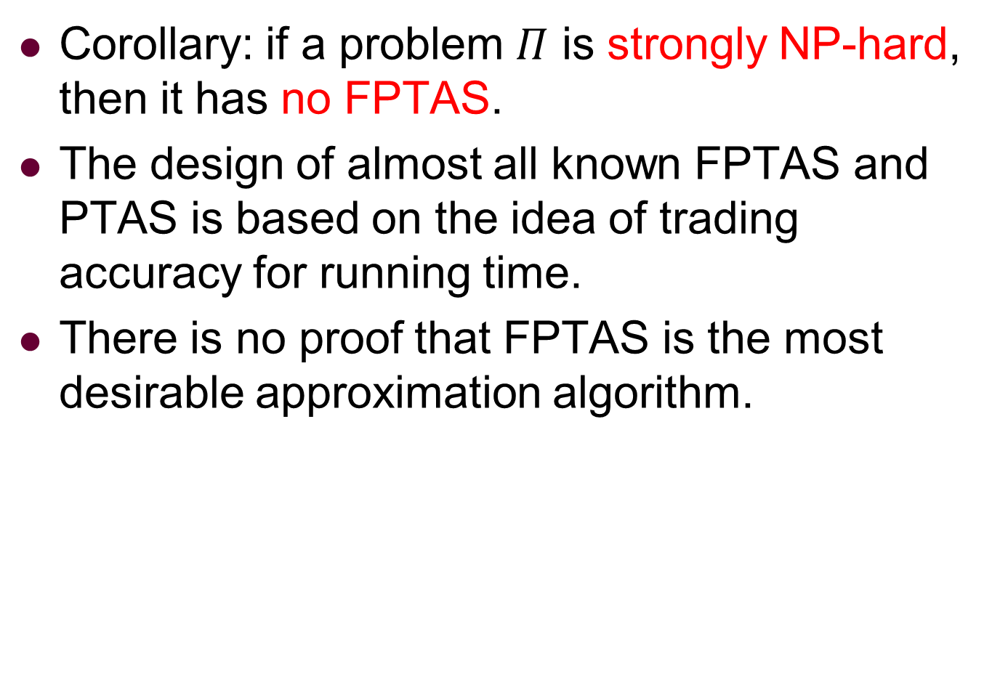 ● Corollary: if a problem 𝛱 is strongly NP-hard,
then it has no FPTAS.
● The design of almost all known FPTAS and
PTAS is based on the idea of trading
accuracy for running time.
● There is no proof that FPTAS is the most
desirable approximation algorithm.